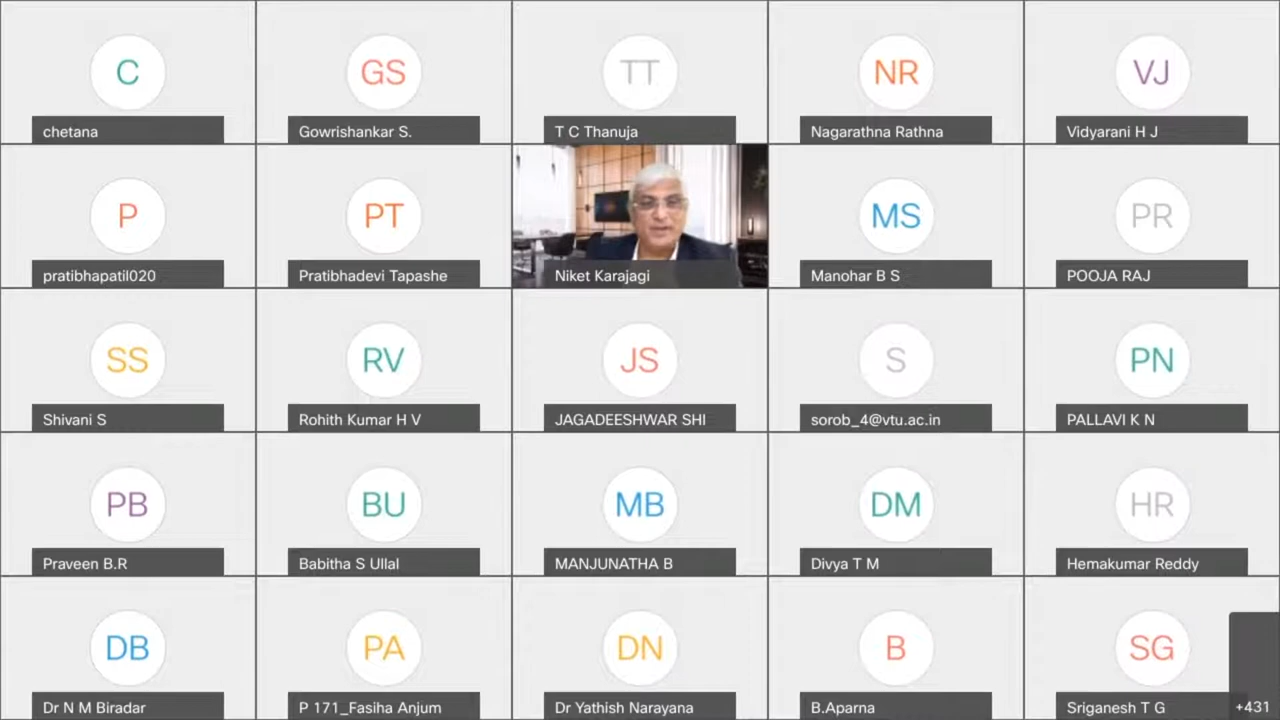 C
GS
TT
NR
VJ
chetana
Gowrishankar S.
T C Thanuja
Nagarathna Rathna
Vidyarani H J
P
PT
MS
PR
pratibhapatil020
Pratibhadevi Tapashe
Niket Karajagi
Manohar B S
POOJA RAJ
SS
RV
JS
S
PN
Shivani S
Rohith Kumar H V
JAGADEESHWAR SHI
sorob_4@vtu.ac.in
PALLAVI K N
PB
BU
MB
DM
HR
Praveen B.R
Babitha S Ullal
MANJUNATHA B
Divya T M
Hemakumar Reddy
DB
PA
DN
B
SG
Dr N M Biradar
P 171_Fasiha Anjum
Dr Yathish Narayana
B.Aparna
Sriganesh T G
+431